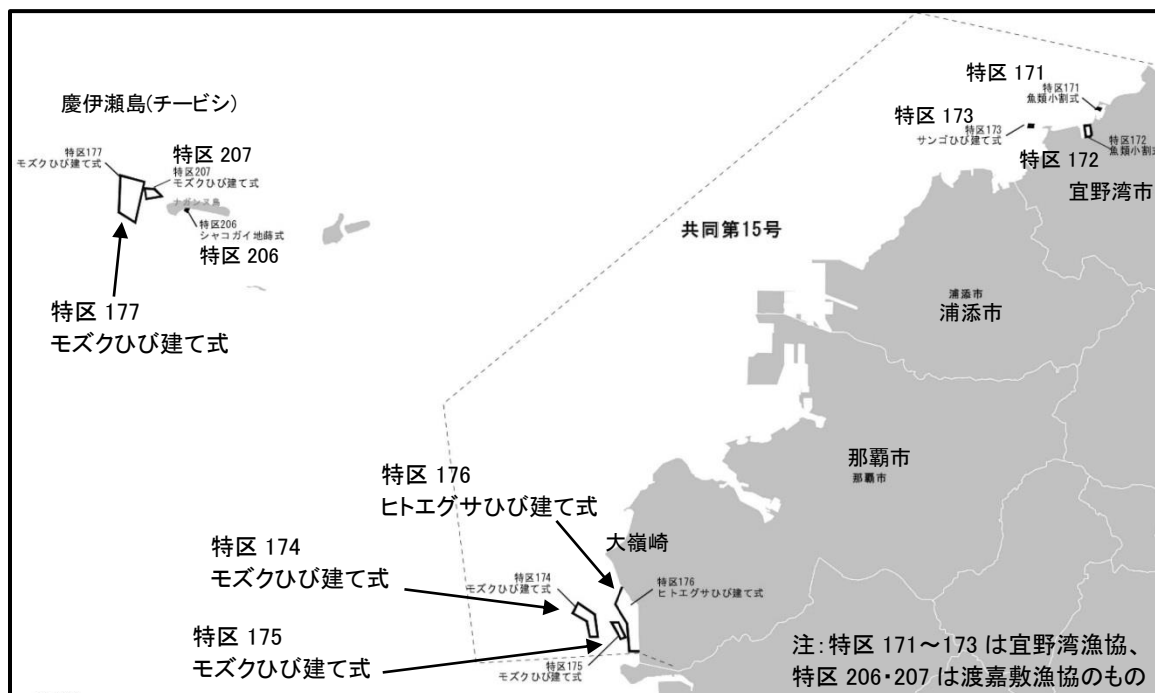 慶伊瀬島(チービシ)
特区177
モズクひび建て式
特区 207
特区207
モズクひび建て式
ナガンヌ島
特区206
シャコガイ地蒔式
特区 206
特区 177
モズクひび建て式
特区 171
特区171
魚類小割式
特区 173
特区173
サンゴひび建て式
特区172
魚類小割式
特区 172
宜野湾市
共同第15号
浦添市
浦添市
那覇市
那覇市
特区 176
ヒトエグサひび建て式
大嶺崎
特区 174
モズクひび建て式
特区174
モズクひび建て式
特区176
ヒトエグサひび建て式
特区 175
モズクひび建て式
特区175
モズクひび建て式
注:特区 171～173 は宜野湾漁協、
特区 206・207 は渡嘉敷漁協のもの